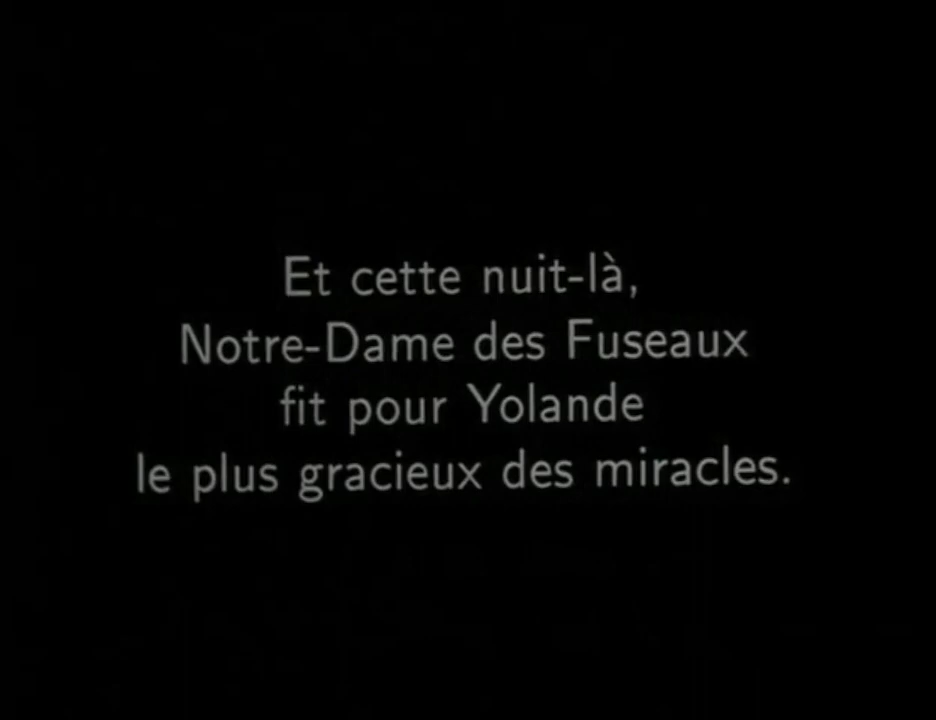 Et cette nuit-là,
Notre-Dame des Fuseaux
fit pour Yolande
le plus gracieux des miracles.